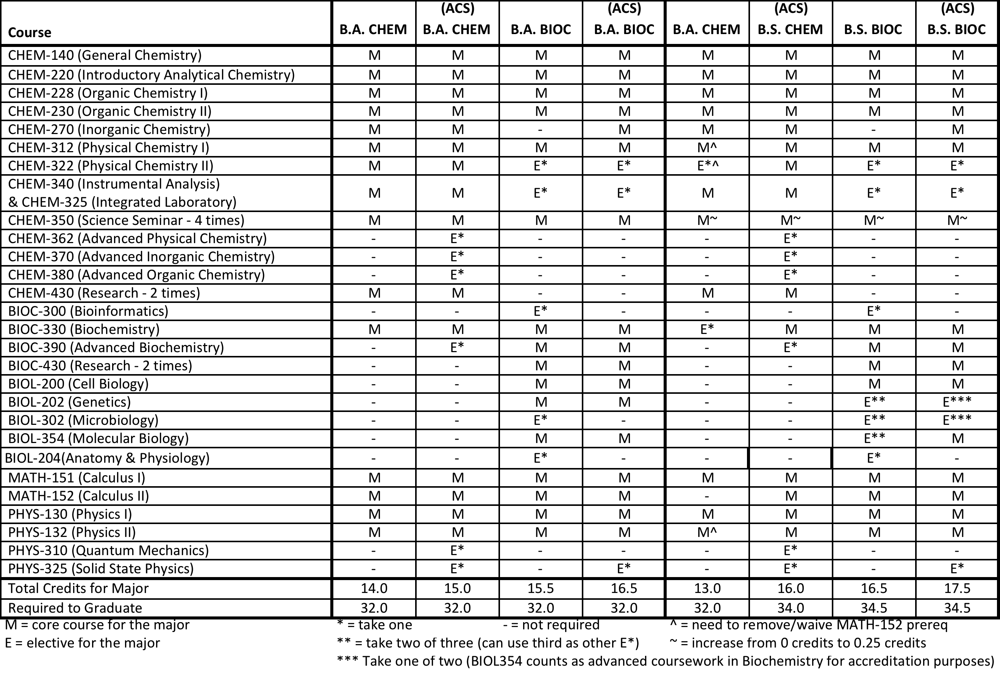 (ACS) (ACS) (ACS) (ACS)
Course B.A. CHEM B.A. CHEM B.A. BIOC B.A. BIOC B.A. CHEM B.S. CHEM B.S. BIOC B.S. BIOC
CHEM-140 (General Chemistry) M M M M M M M M
CHEM-220 (Introductory Analytical Chemistry) M M M M M M M M
CHEM-228 (Organic Chemistry I) M M M M M M M M
CHEM-230 (Organic Chemistry II) M M M M M M M M
CHEM-270 (Inorganic Chemistry) M M - M M M - M
CHEM-312 (Physical Chemistry I) M M M M M^ M M M
CHEM-322 (Physical Chemistry II) M M E* E* E*^ M E* E*
CHEM-340 (Instrumental Analysis)
& CHEM-325 (Integrated Laboratory) M M E* E* M M E* E*
CHEM-350 (Science Seminar - 4 times) M M M M M~ M~ M~ M~
CHEM-362 (Advanced Physical Chemistry) - E* - - - E* - -
CHEM-370 (Advanced Inorganic Chemistry) - E* - - - E* - -
CHEM-380 (Advanced Organic Chemistry) - E* - - - E* - -
CHEM-430 (Research - 2 times) M M - - M M - -
BIOC-300 (Bioinformatics) - - E* - - - E* -
BIOC-330 (Biochemistry) M M M M E* M M M
BIOC-390 (Advanced Biochemistry) - E* M M - E* M M
BIOC-430 (Research - 2 times) - - M M - - M M
BIOL-200 (Cell Biology) - - M M - - M M
BIOL-202 (Genetics) - - M M - - E** E***
BIOL-302 (Microbiology) - - E* - - - E** E***
BIOL-354 (Molecular Biology) - - M M - - E** M
BIOL-204(Anatomy & Physiology) - - E* - - - E* -
MATH-151 (Calculus I) M M M M M M M M
MATH-152 (Calculus II) M M M M - M M M
PHYS-130 (Physics I) M M M M M M M M
PHYS-132 (Physics II) M M M M M^ M M M
PHYS-310 (Quantum Mechanics) - E* - - - E* - -
PHYS-325 (Solid State Physics) - E* - E* - E* - E*
Total Credits for Major 14.0 15.0 15.5 16.5 13.0 16.0 16.5 17.5
Required to Graduate 32.0 32.0 32.0 32.0 32.0 34.0 34.5 34.5
M = core course for the major * = take one - = not required ^ = need to remove/waive MATH-152 prereq
E = elective for the major ** = take two of three (can use third as other E*) ~ = increase from 0 credits to 0.25 credits
*** Take one of two (BIOL354 counts as advanced coursework in Biochemistry for accreditation purposes)